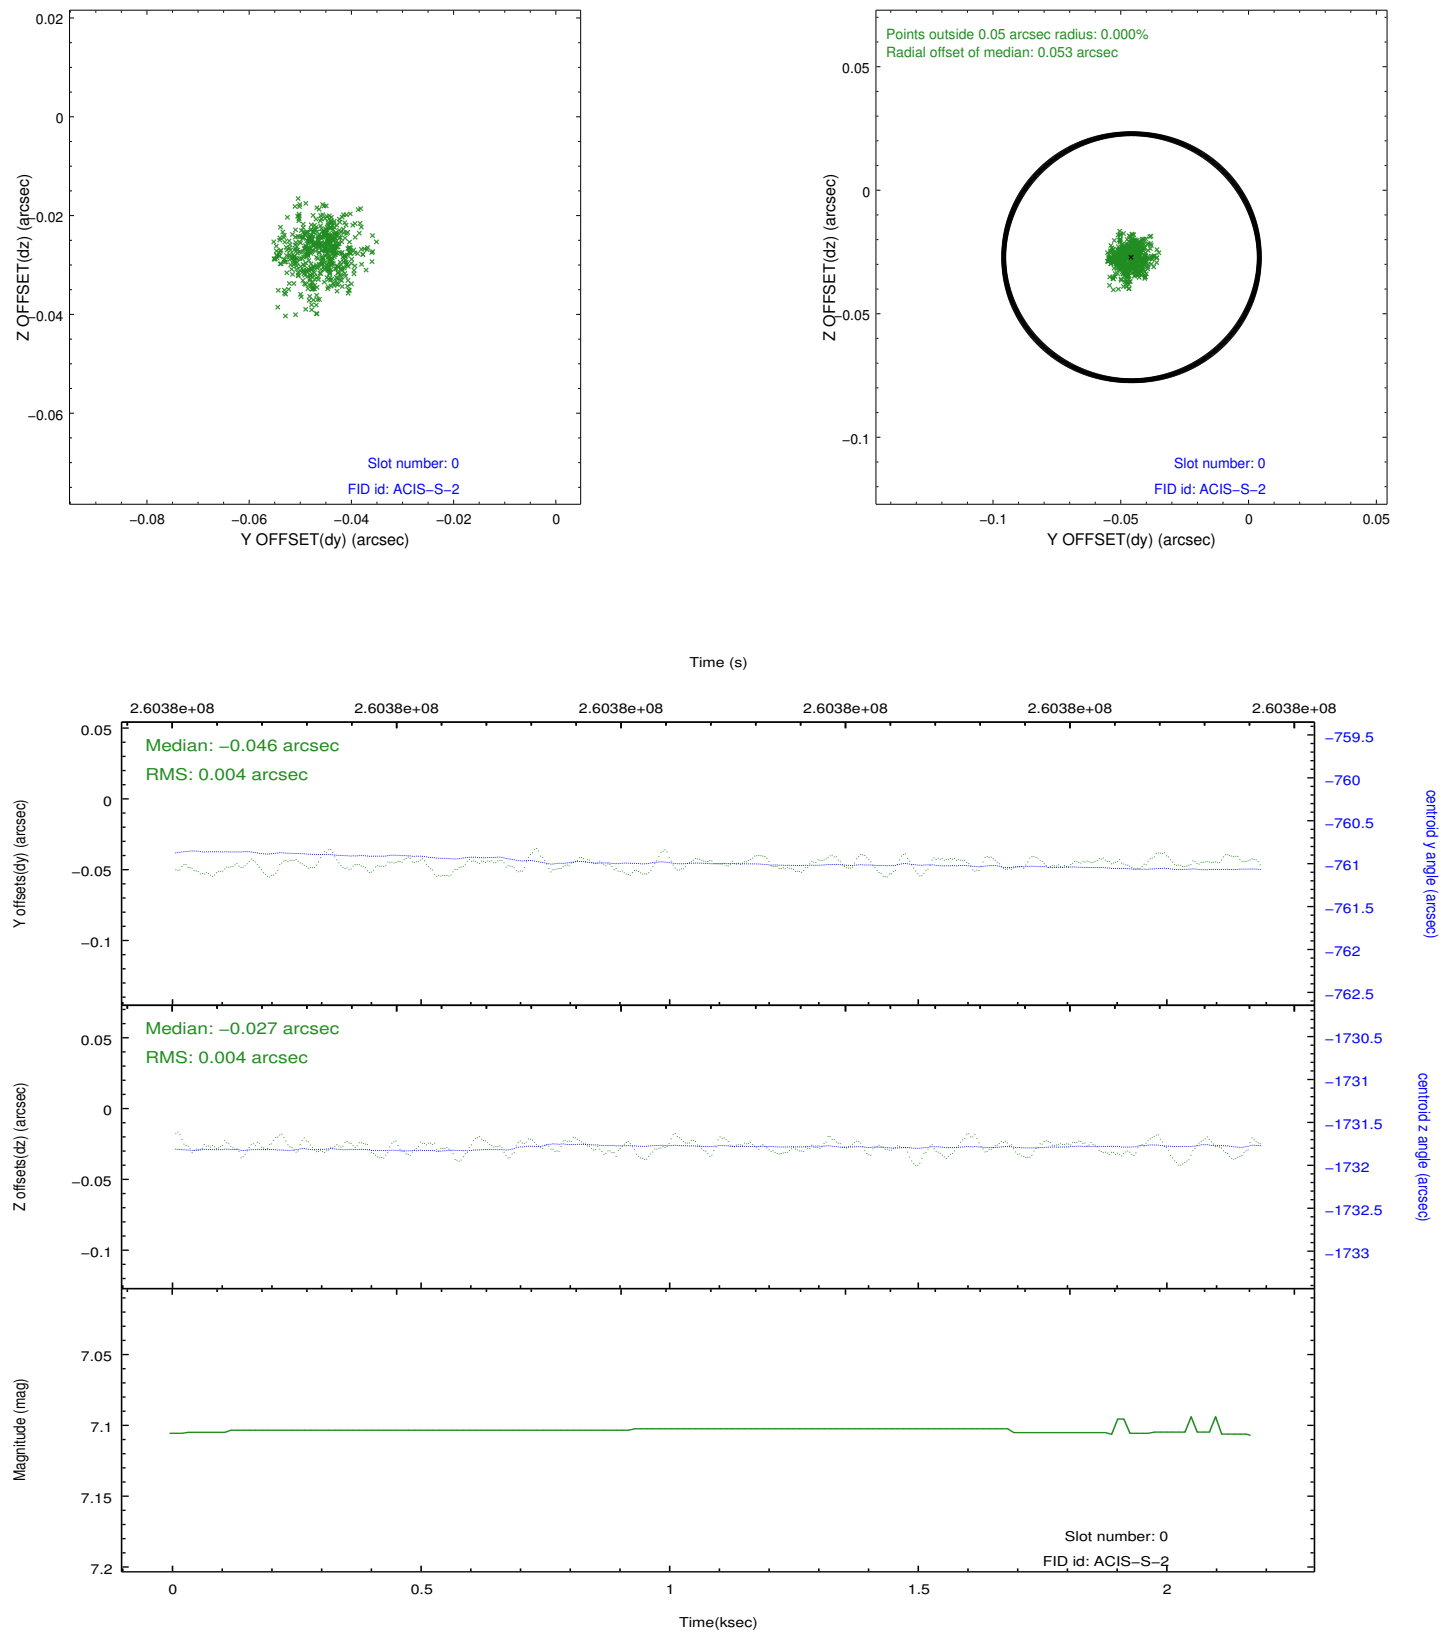 0.02
0
−0.02
−0.04
−0.06
Z OFFSET(dz) (arcsec)
Slot number: 0
FID id: ACIS−S−2
−0.08
−0.06
−0.04
−0.02
0
Y OFFSET(dy) (arcsec)
Points outside 0.05 arcsec radius: 0.000%
Radial offset of median: 0.053 arcsec
0.05
0
−0.05
−0.1
Z OFFSET(dz) (arcsec)
Slot number: 0
FID id: ACIS−S−2
−0.1
−0.05
0
0.05
Y OFFSET(dy) (arcsec)
Time (s)
2.6038e+08
2.6038e+08
2.6038e+08
2.6038e+08
2.6038e+08
2.6038e+08
Median: −0.046 arcsec
RMS: 0.004 arcsec
0.05
0
−0.05
−0.1
Y offsets(dy) (arcsec)
−759.5
−760
−760.5
−761
−761.5
−762
−762.5
centroid y angle (arcsec)
Median: −0.027 arcsec
RMS: 0.004 arcsec
0.05
0
−0.05
−0.1
Z offsets(dz) (arcsec)
−1730.5
−1731
−1731.5
−1732
−1732.5
−1733
centroid z angle (arcsec)
7.05
7.1
7.15
7.2
Magnitude (mag)
Slot number: 0
FID id: ACIS−S−2
0
0.5
1
1.5
2
Time(ksec)